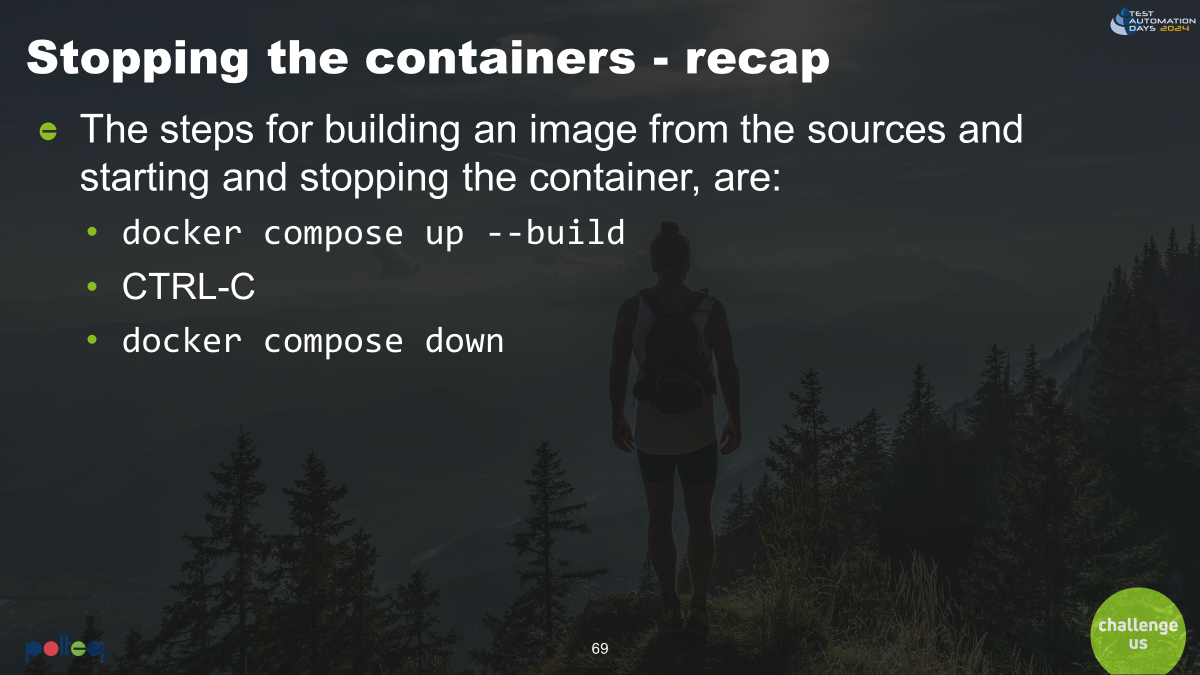 TEST
AUTOMATION
DAYS 2024
Stopping the containers - recap
The steps for building an image from the sources and
starting and stopping the container, are:
• docker compose up --build
• CTRL-C
• docker compose down
polteq
69
challenge
us